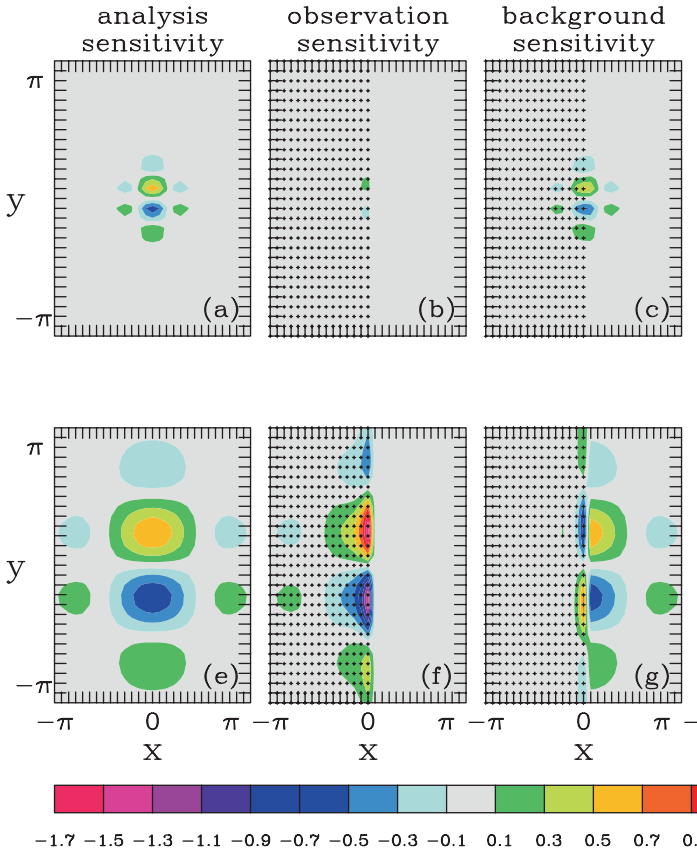 analysis observation background
sensitivity sensitivity sensitivity
π
y
(a) (b) (c)
−π
π
y
(e) (f) (g)
−π
−π 0 π −π 0 π −π 0 π −
x x x
−1.7 −1.5 −1.3 −1.1 −0.9 −0.7 −0.5 −0.3 −0.1 0.1 0.3 0.5 0.7 0.